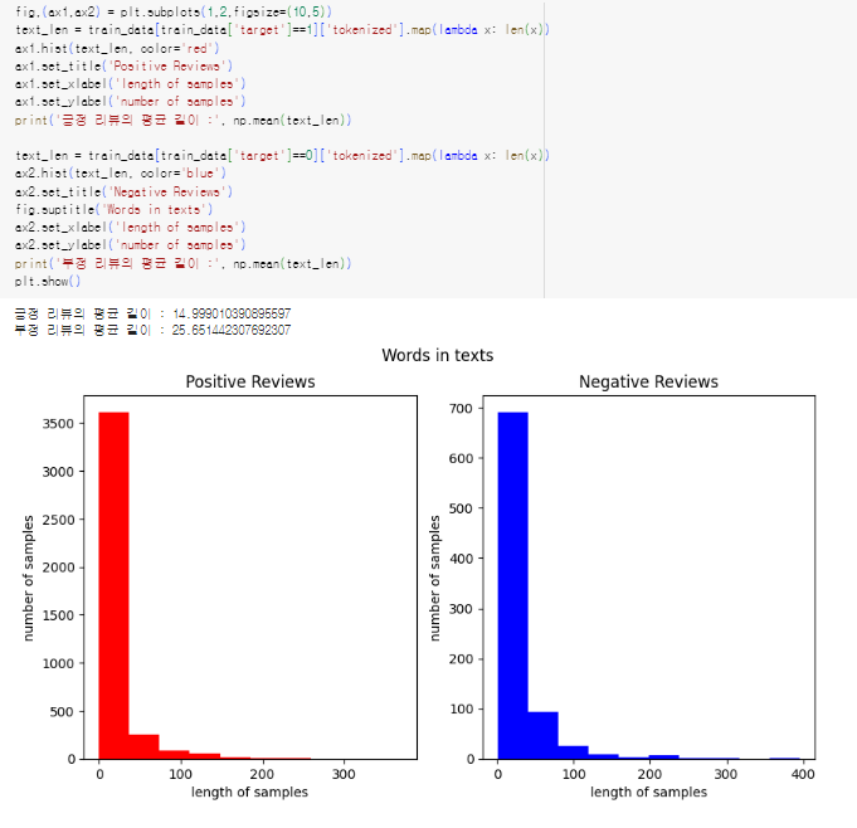 fig,(ax1,ax2) = plt.subplots(1,2,figsize=(10,5))
text_len = train_data[train_data['target']==1]['tokenized'].map(lambda x: len(x))
ax1.hist(text_len, color='red')
ax1.set_title('Positive Reviews')
ax1.set_xlabel('length of samples')
ax1.set_ylabel('number of samples')
print('긍정 리뷰의 평균 길이 :', np.mean(text_len))
text_len = train_data[train_data['target']==0]['tokenized'].map(lambda x: len(x))
ax2.hist(text_len, color='blue')
ax2.set_title('Negative Reviews')
fig.suptitle('Words in texts')
ax2.set_xlabel('length of samples')
ax2.set_ylabel('number of samples')
print('부정 리뷰의 평균 길이 :', np.mean(text_len))
plt.show()
긍정 리뷰의 평균 길이 : 14.999010390895597
부정 리뷰의 평균 길이 : 25.651442307692307
Words in texts
Positive Reviews
3500
3000
2500
2000
1500
1000
500
0
number of samples
0 100 200 300
length of samples
Negative Reviews
700
600
500
400
300
200
100
0
number of samples
0 100 200 300 400
length of samples